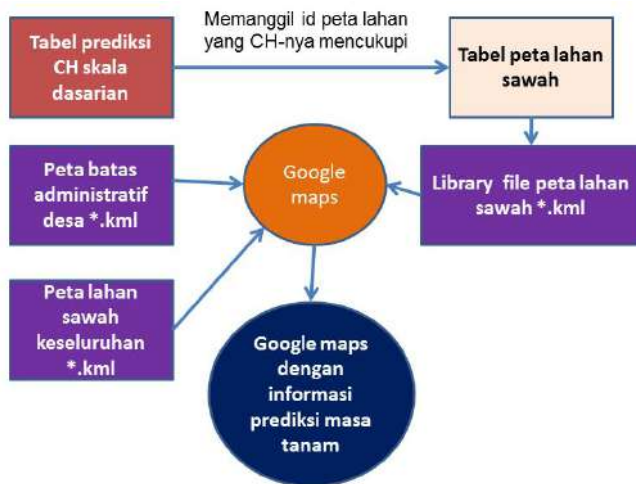 Memanggil id peta lahan
yang CH-nya mencukupi
Tabel prediksi
CH skala
dasarian
Tabel peta lahan
sawah
Peta batas
administratif
desa *.kml
Google
maps
Library file peta lahan
sawah *.kml
Peta lahan
sawah
keseluruhan
*.kml
Google maps
dengan
informasi
prediksi masa
tanam